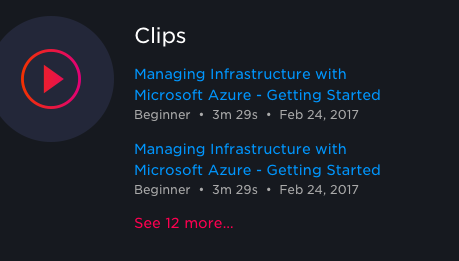 Clips
Managing Infrastructure with
Microsoft Azure - Getting Started
Beginner • 3m 29s • Feb 24, 2017
Managing Infrastructure with
Microsoft Azure - Getting Started
Beginner • 3m 29s • Feb 24, 2017
See 12 more...